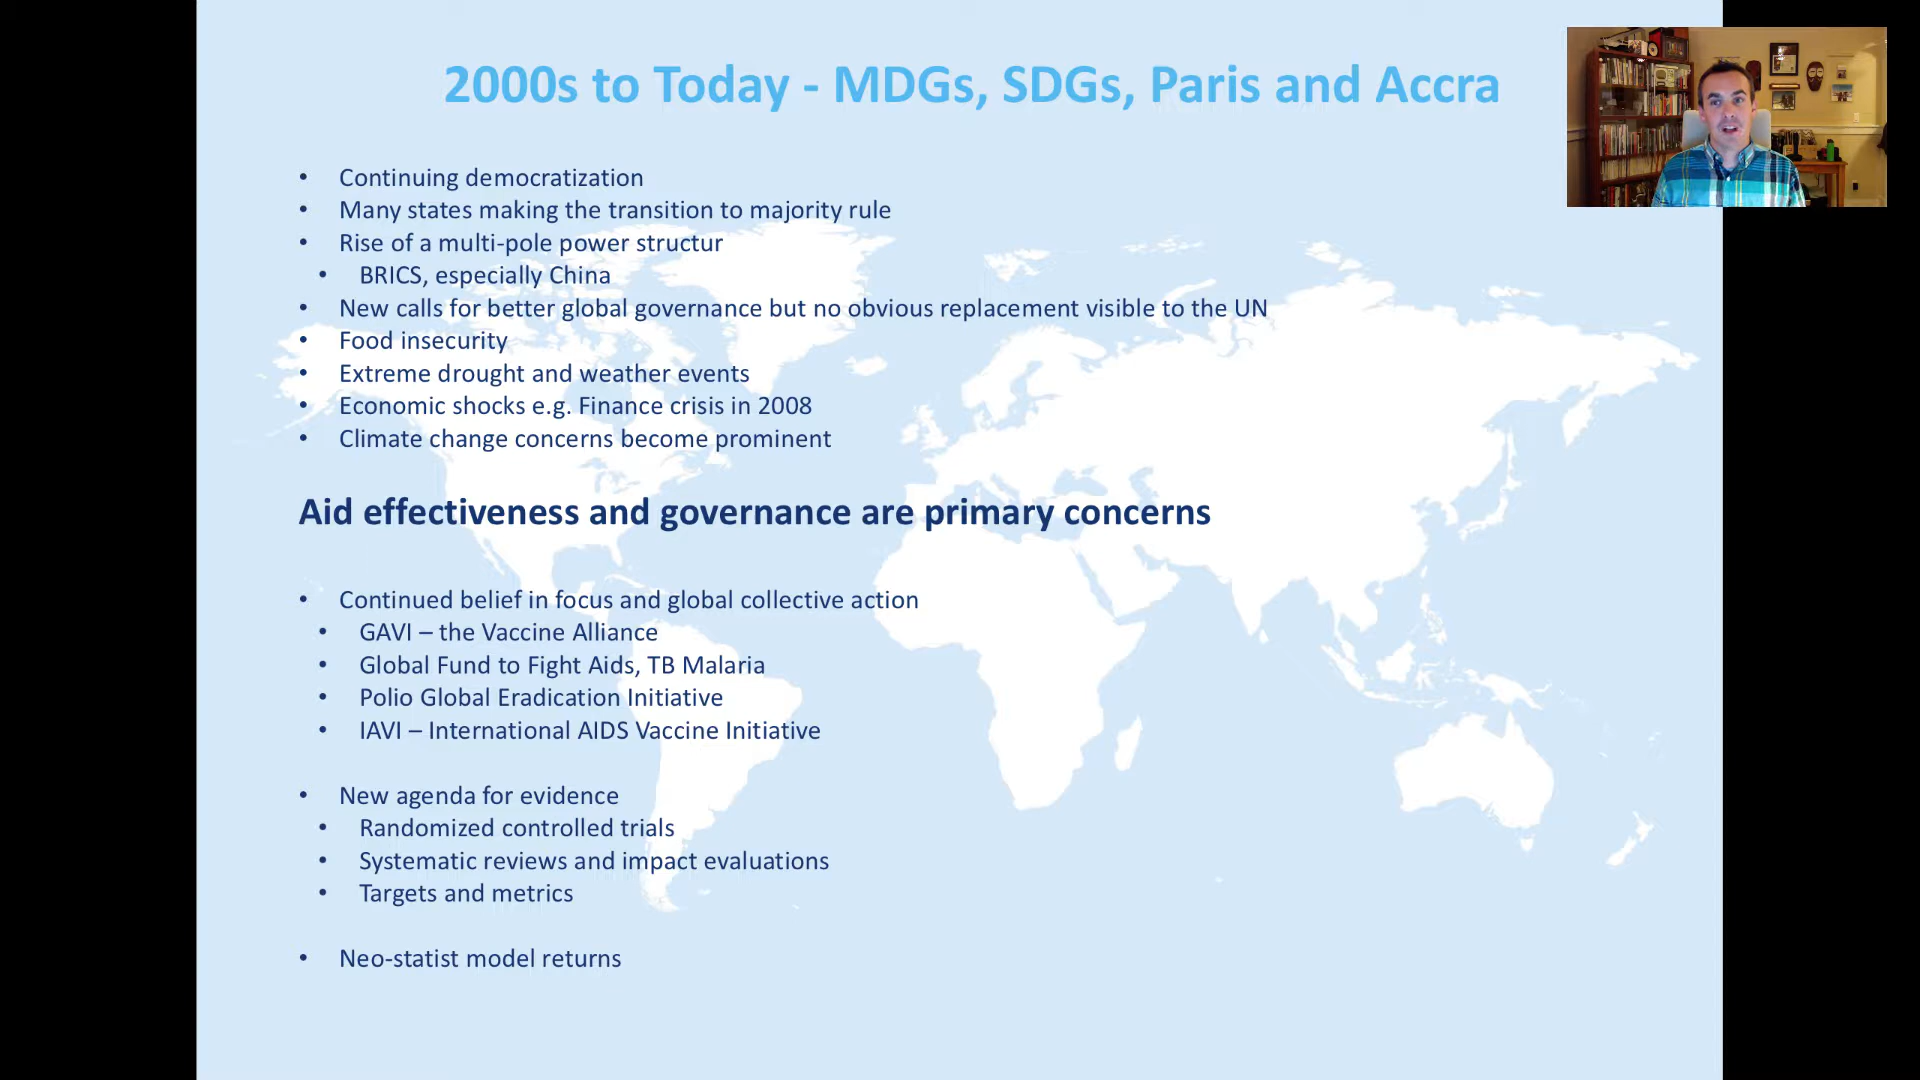 2000s to Today - MDGs, SDGs, Paris and Accra
• Continuing democratization
• Many states making the transition to majority rule
• Rise of a multi-pole power structur
• BRICS, especially China
• New calls for better global governance but no obvious replacement visible to the UN
• Food insecurity
• Extreme drought and weather events
• Economic shocks e.g. Finance crisis in 2008
• Climate change concerns become prominent
Aid effectiveness and governance are primary concerns
• Continued belief in focus and global collective action
• GAVI – the Vaccine Alliance
• Global Fund to Fight Aids, TB Malaria
• Polio Global Eradication Initiative
• IAVI – International AIDS Vaccine Initiative
• New agenda for evidence
• Randomized controlled trials
• Systematic reviews and impact evaluations
• Targets and metrics
• Neo-statist model returns